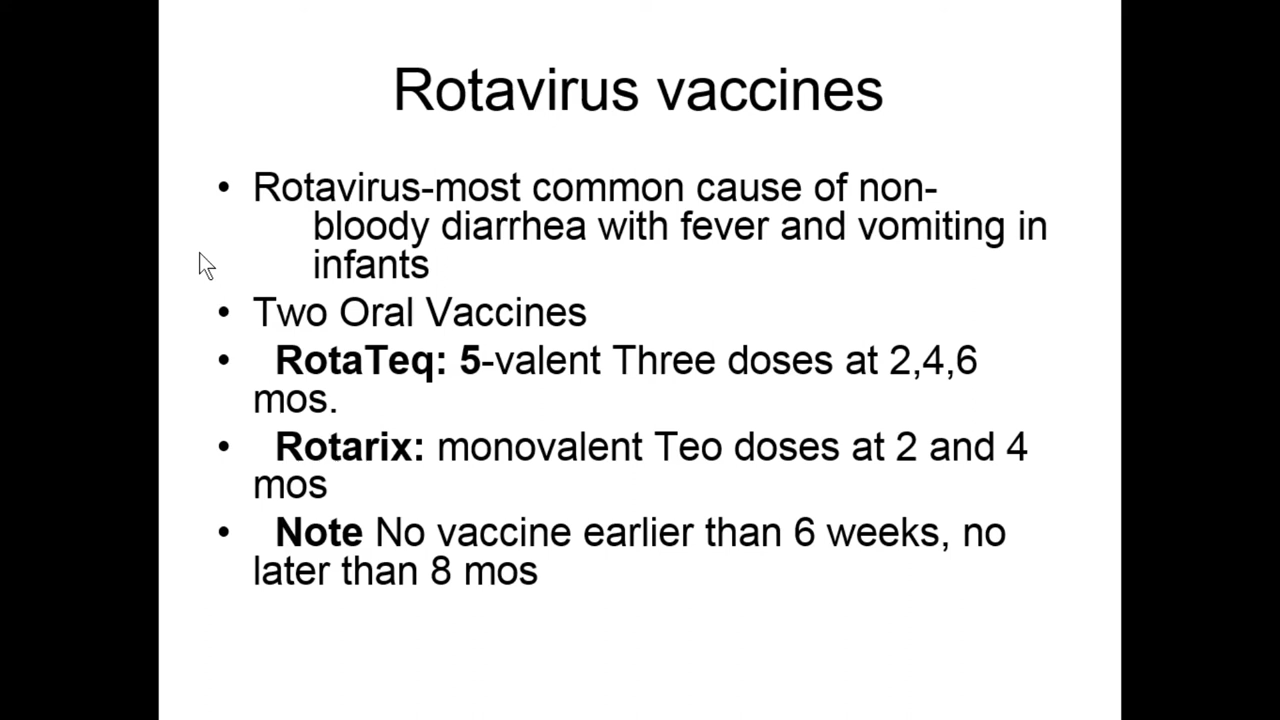 Rotavirus vaccines
• Rotavirus-most common cause of non-
bloody diarrhea with fever and vomiting in
infants
• Two Oral Vaccines
• RotaTeq: 5-valent Three doses at 2,4,6
mos.
• Rotarix: monovalent Teo doses at 2 and 4
mos
• Note No vaccine earlier than 6 weeks, no
later than 8 mos